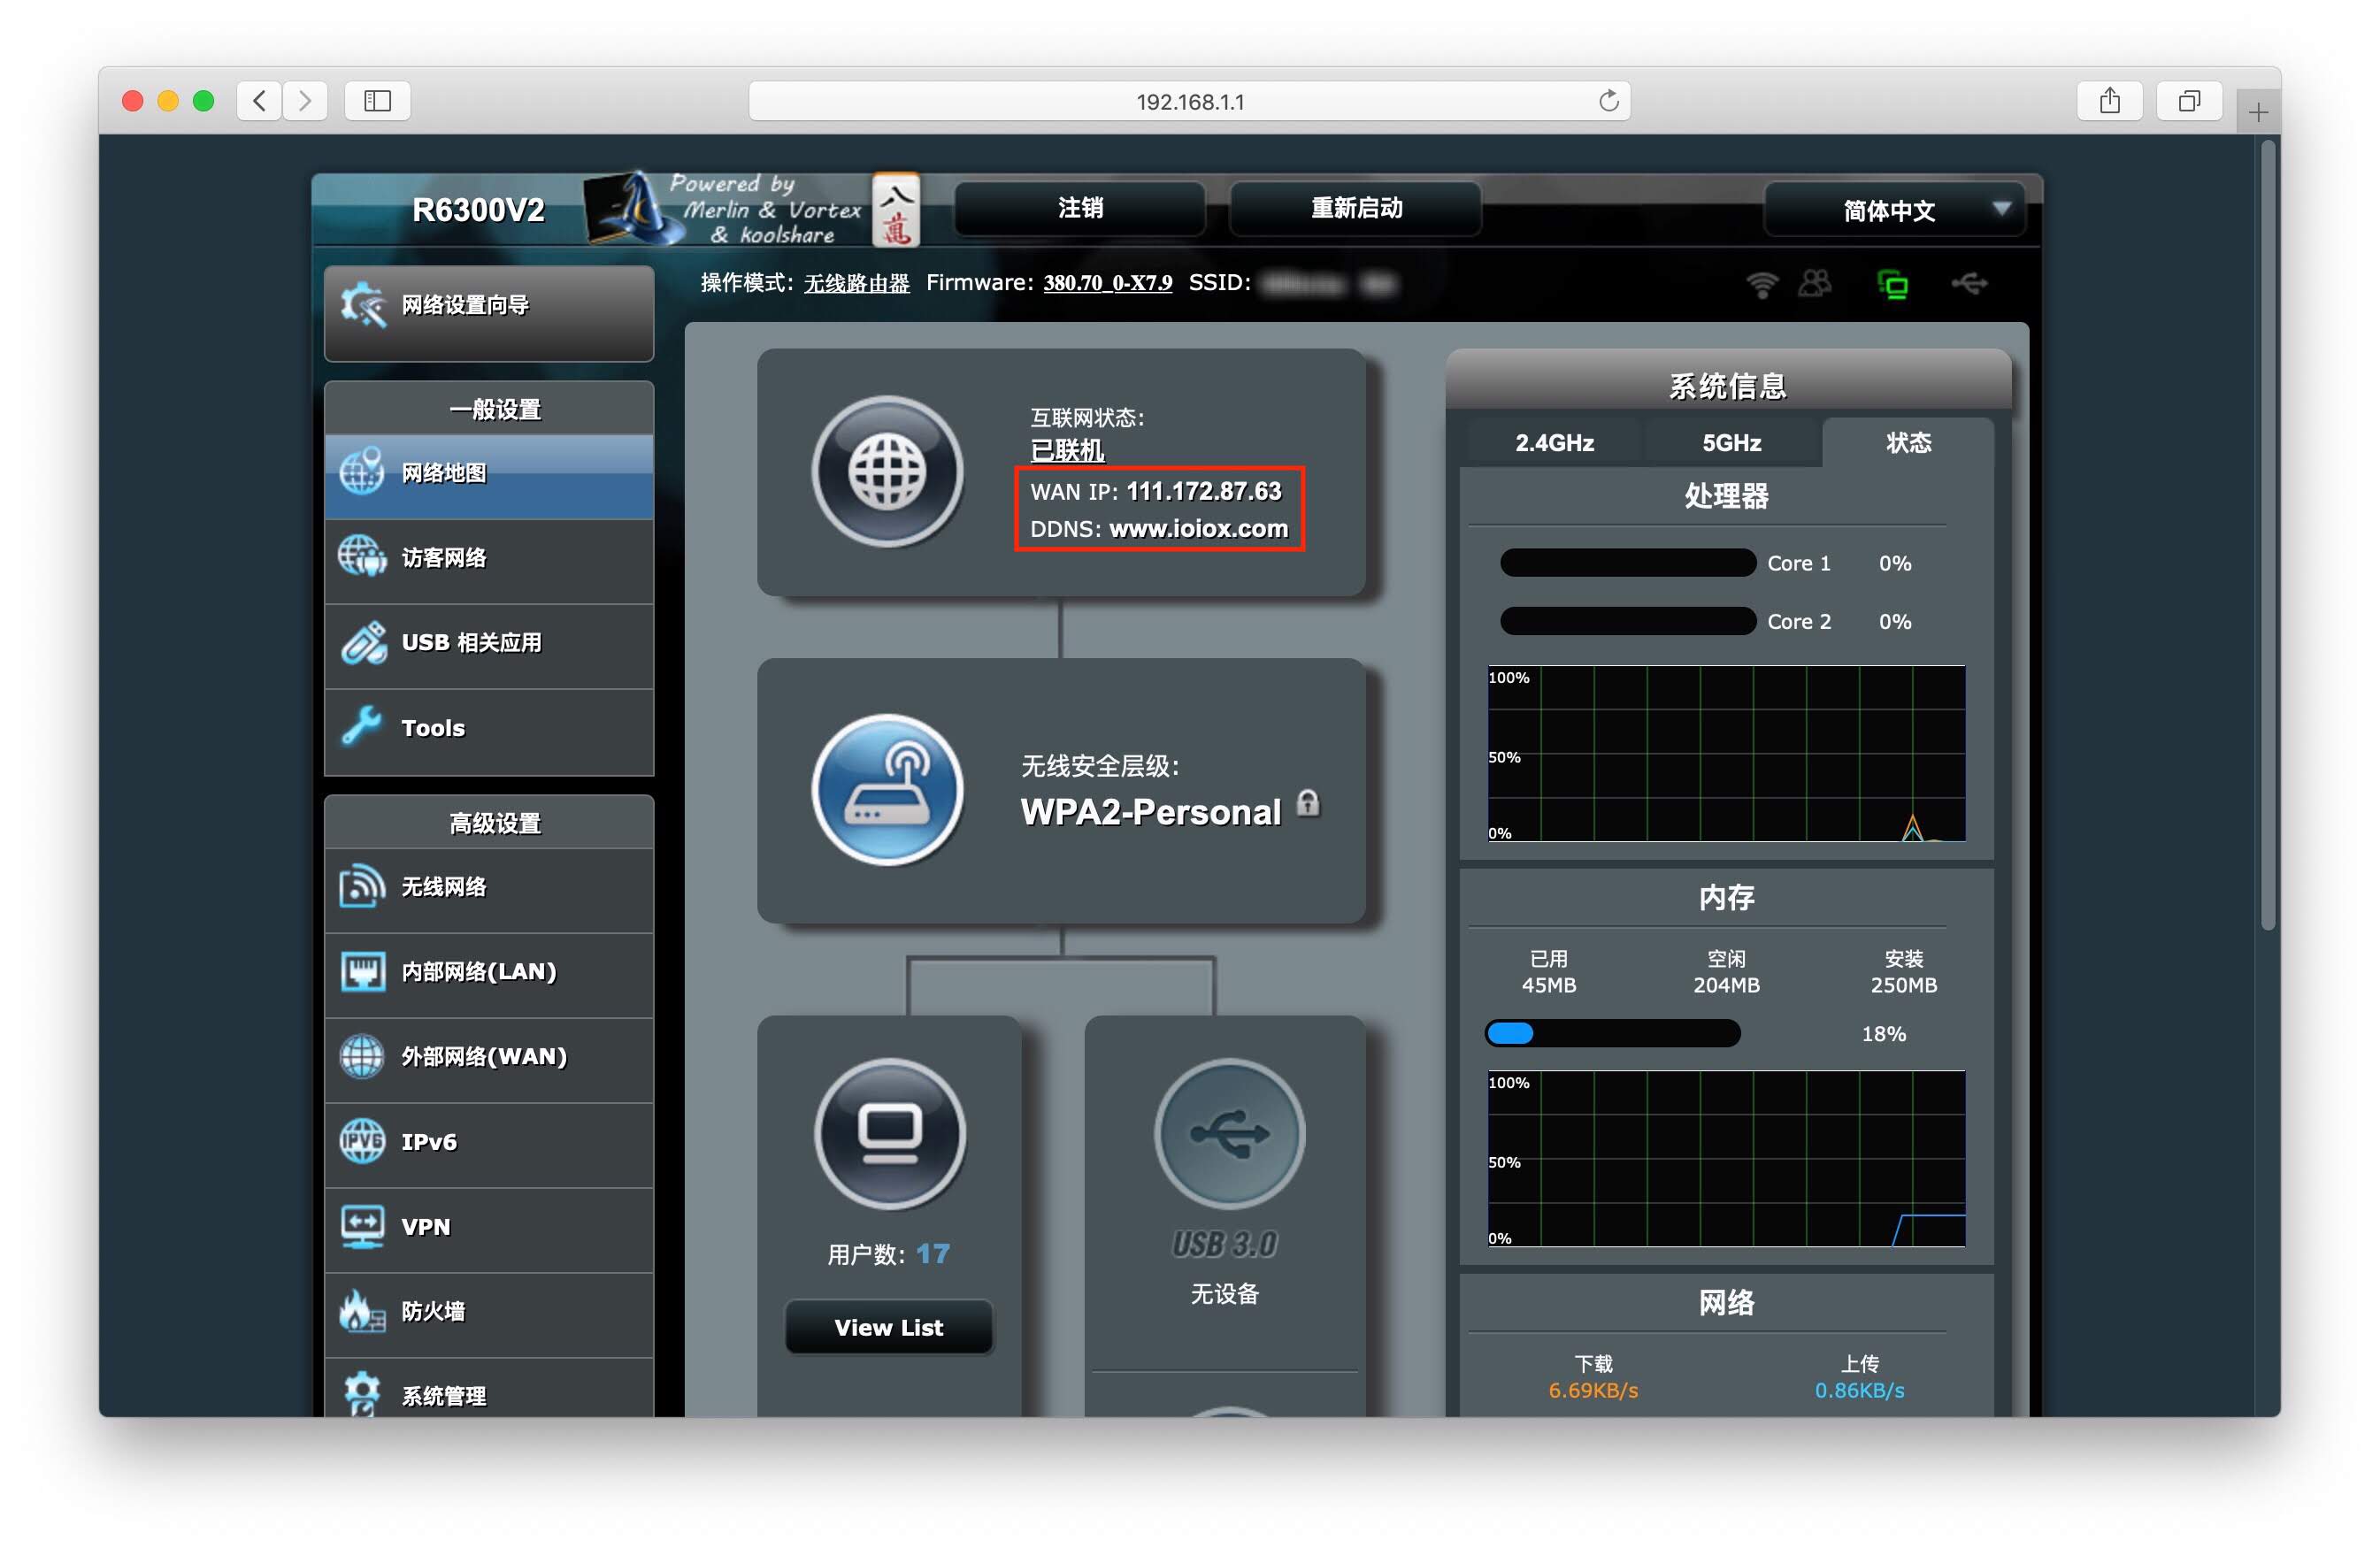 192.168.1.1
R6300V2
Powered by
Merlin & Vortex
& koolshare
八
萬
注销
重新启动
简体中文
操作模式: 无线路由器 Firmware: 380.70_0-X7.9 SSID:
网络设置向导
一般设置
网络地图
访客网络
USB 相关应用
Tools
高级设置
无线网络
内部网络(LAN)
外部网络(WAN)
IPV6
IPv6
VPN
防火墙
系统管理
互联网状态:
已联机
WAN IP: 111.172.87.63
DDNS: www.ioiox.com
无线安全层级:
WPA2-Personal
用户数: 17
View List
USB 3.0
无设备
系统信息
2.4GHz 5GHz 状态
处理器
Core 1 0%
Core 2 0%
100%
50%
0%
内存
已用 空闲 安装
45MB 204MB 250MB
18%
100%
50%
0%
网络
下载 上传
6.69KB/s 0.86KB/s